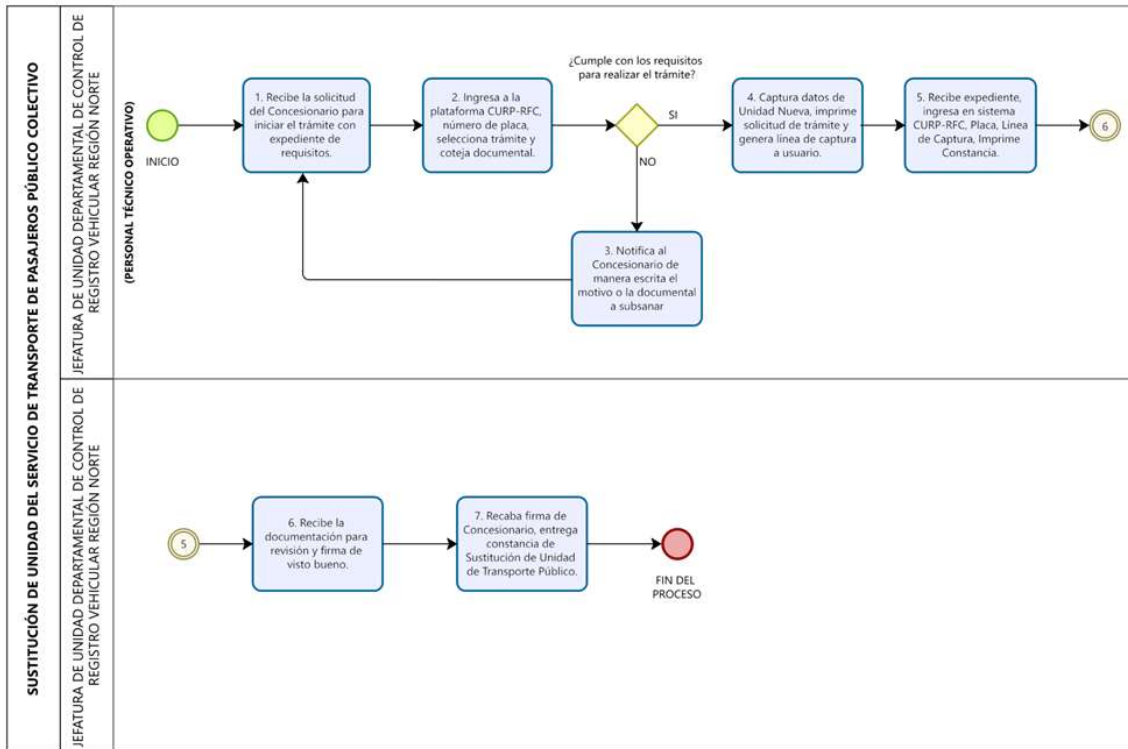 SUSTITUCIÓN DE UNIDAD DEL SERVICIO DE TRANSPORTE DE PASAJEROS PÚBLICO COLECTIVO
JEFATURA DE UNIDAD DEPARTAMENTAL DE CONTROL DE
REGISTRO VEHICULAR REGIÓN NORTE
(PERSONAL TÉCNICO OPERATIVO)
INICIO
1. Recibe la solicitud
del Concesionario para
iniciar el trámite con
expediente de
requisitos.
2. Ingresa a la
plataforma CURP-RFC,
número de placa,
selecciona trámite y
coteja documental.
¿Cumple con los requisitos
para realizar el trámite?
SI
NO
3. Notifica al
Concesionario de
manera escrita el
motivo o la documental
a subsanar
4. Captura datos de
Unidad Nueva, imprime
solicitud de trámite y
genera línea de captura
a usuario.
5. Recibe expediente,
ingresa en sistema
CURP-RFC, Placa, Línea
de Captura, Imprime
Constancia.
6
JEFATURA DE UNIDAD DEPARTAMENTAL DE CONTROL DE
REGISTRO VEHICULAR REGIÓN NORTE
5
6. Recibe la
documentación para
revisión y firma de
visto bueno.
7. Recaba firma de
Concesionario, entrega
constancia de
Sustitución de Unidad
de Transporte Público.
FIN DEL
PROCESO